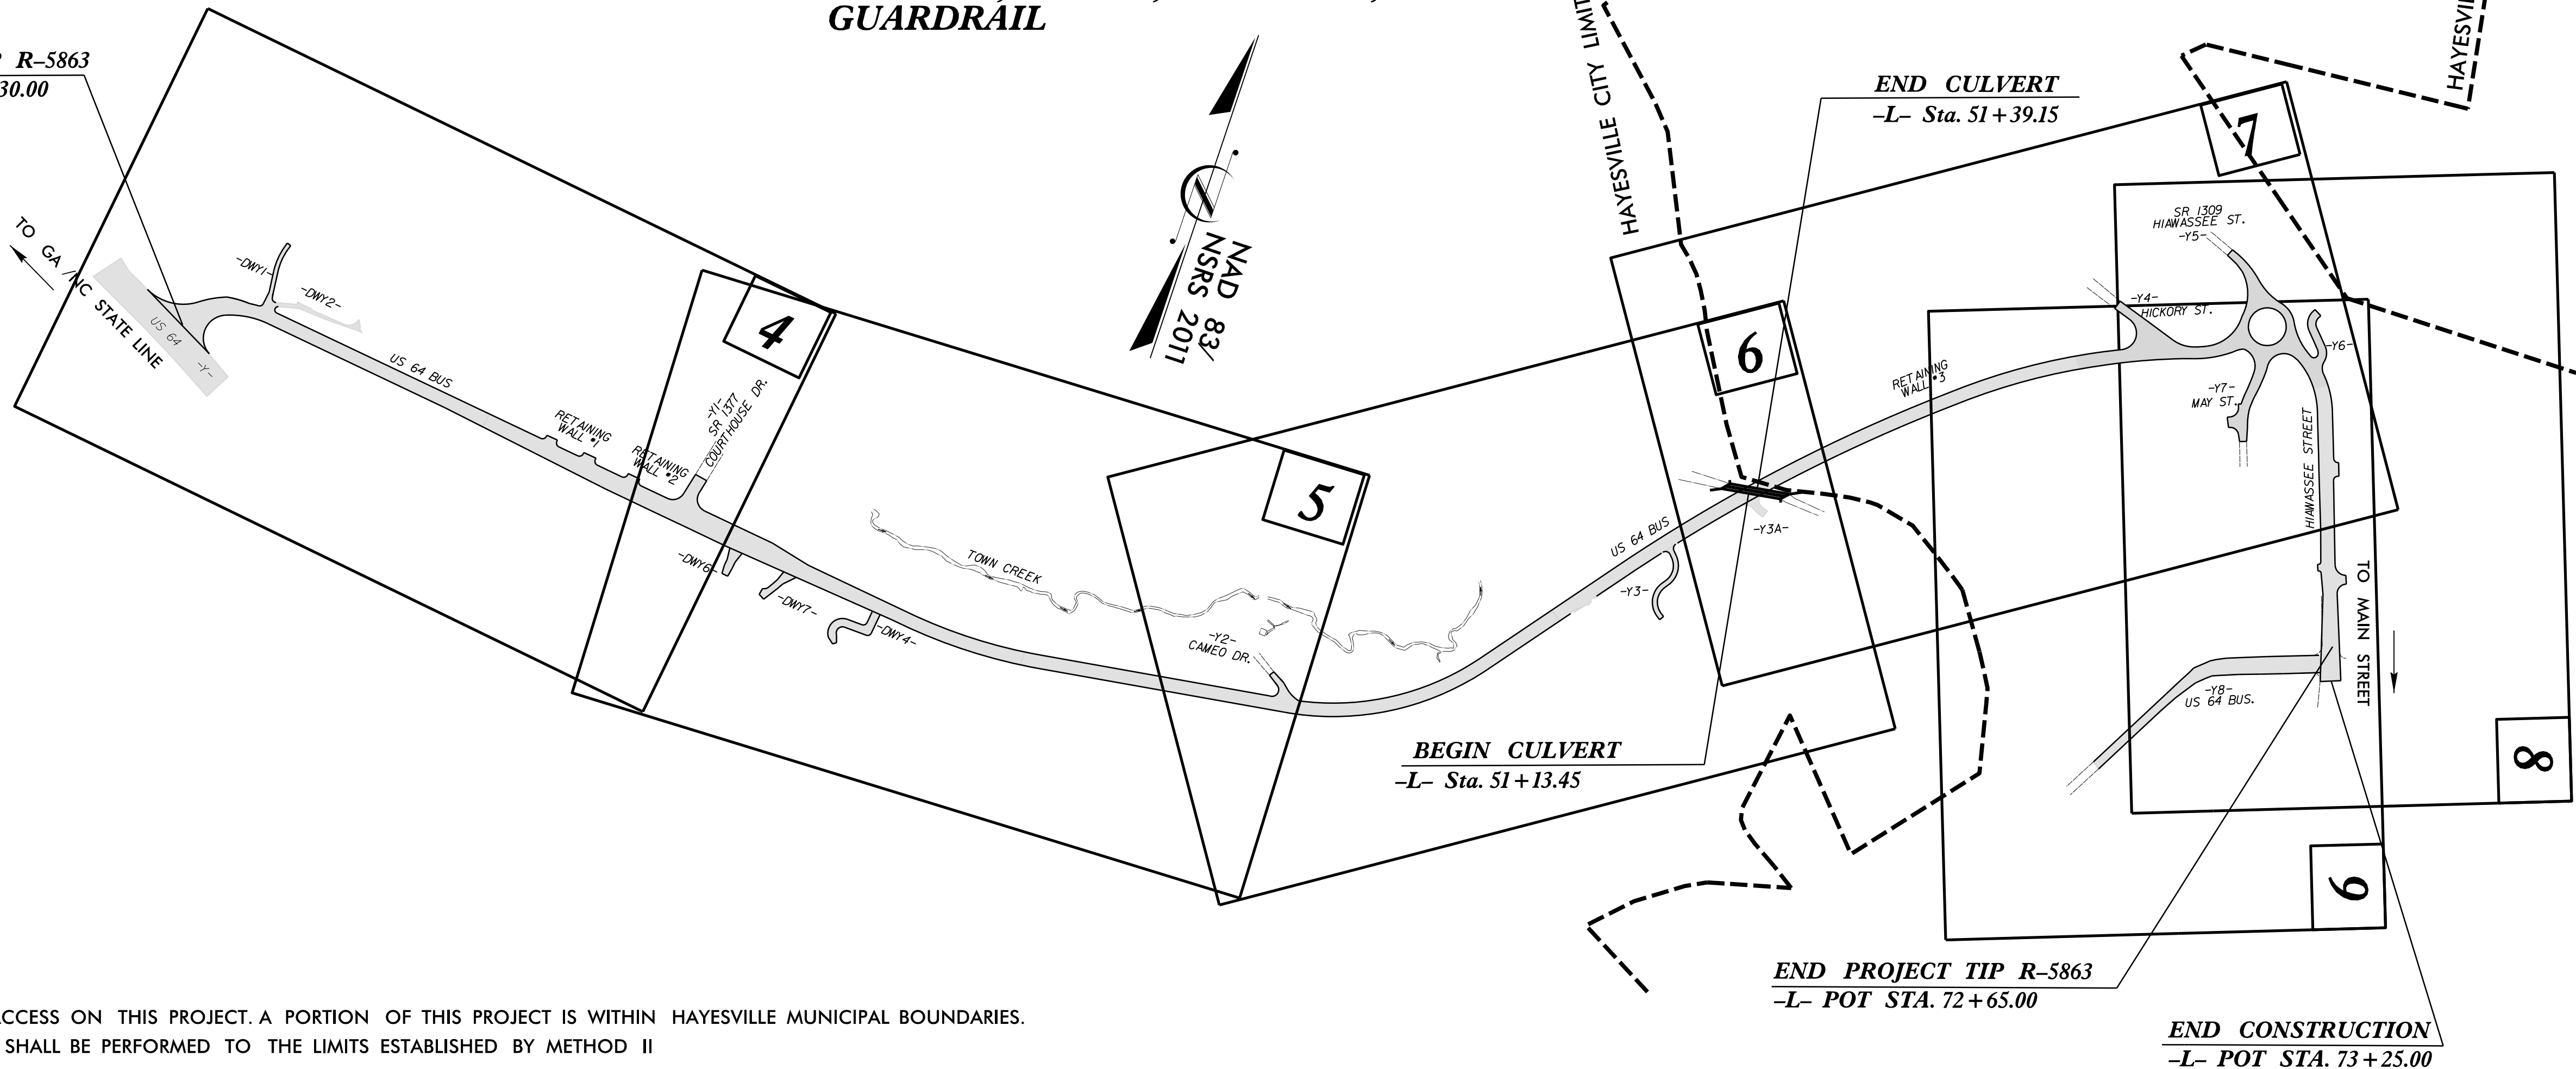 GUARDRAIL
R–5863
30.00
TO GA /NC STATE LINE
US 64
-Y-
-DWY1-
-DWY2-
US 64 BUS
RETAINING
WALL #1
RETAINING
WALL #2
-Y1-
SR 1377
COURTHOUSE DR.
4
-DWY6-
-DWY7-
-DWY4-
TOWN CREEK
NAD 83/
NSRS 2011
5
-Y2-
CAMEO DR.
HAYESVILLE CITY LIMIT
END CULVERT
–L– Sta. 51+39.15
6
US 64 BUS
-Y3-
-Y3A-
BEGIN CULVERT
–L– Sta. 51+13.45
RETAINING
WALL #3
7
SR 1309
HIAWASSEE ST.
-Y5-
-Y4-
HICKORY ST.
-Y6-
-Y7-
MAY ST.
HIAWASSEE STREET
TO MAIN STREET
-Y8-
US 64 BUS.
8
9
END PROJECT TIP R–5863
–L– POT STA. 72+65.00
END CONSTRUCTION
–L– POT STA. 73+25.00
ACCESS ON THIS PROJECT. A PORTION OF THIS PROJECT IS WITHIN HAYESVILLE MUNICIPAL BOUNDARIES.
SHALL BE PERFORMED TO THE LIMITS ESTABLISHED BY METHOD II